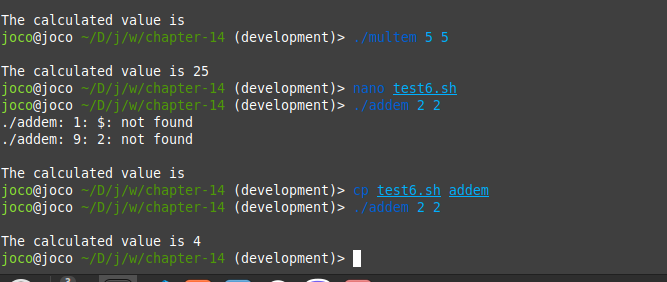 The calculated value is
joco@joco ~/D/j/w/chapter-14 (development)> ./multem 5 5
The calculated value is 25
joco@joco ~/D/j/w/chapter-14 (development)> nano test6.sh
joco@joco ~/D/j/w/chapter-14 (development)> ./addem 2 2
./addem: 1: $: not found
./addem: 9: 2: not found
The calculated value is
joco@joco ~/D/j/w/chapter-14 (development)> cp test6.sh addem
joco@joco ~/D/j/w/chapter-14 (development)> ./addem 2 2
The calculated value is 4
joco@joco ~/D/j/w/chapter-14 (development)>